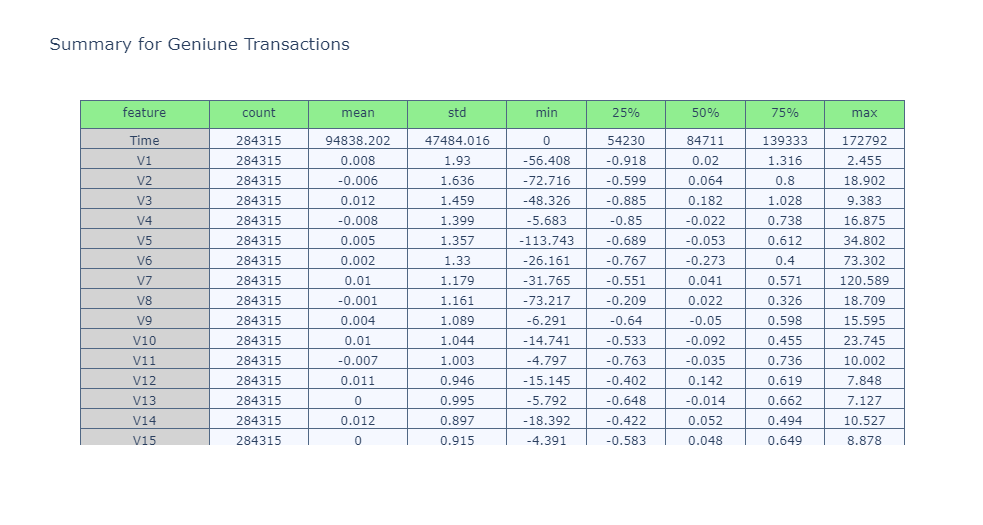 Summary for Geniune Transactions
feature count mean std min 25% 50% 75% max
Time 284315 94838.202 47484.016 0 54230 84711 139333 172792
V1 284315 0.008 1.93 -56.408 -0.918 0.02 1.316 2.455
V2 284315 -0.006 1.636 -72.716 -0.599 0.064 0.8 18.902
V3 284315 0.012 1.459 -48.326 -0.885 0.182 1.028 9.383
V4 284315 -0.008 1.399 -5.683 -0.85 -0.022 0.738 16.875
V5 284315 0.005 1.357 -113.743 -0.689 -0.053 0.612 34.802
V6 284315 0.002 1.33 -26.161 -0.767 -0.273 0.4 73.302
V7 284315 0.01 1.179 -31.765 -0.551 0.041 0.571 120.589
V8 284315 -0.001 1.161 -73.217 -0.209 0.022 0.326 18.709
V9 284315 0.004 1.089 -6.291 -0.64 -0.05 0.598 15.595
V10 284315 0.01 1.044 -14.741 -0.533 -0.092 0.455 23.745
V11 284315 -0.007 1.003 -4.797 -0.763 -0.035 0.736 10.002
V12 284315 0.011 0.946 -15.145 -0.402 0.142 0.619 7.848
V13 284315 0 0.995 -5.792 -0.648 -0.014 0.662 7.127
V14 284315 0.012 0.897 -18.392 -0.422 0.052 0.494 10.527
V15 284315 0 0.915 -4.391 -0.583 0.048 0.649 8.878